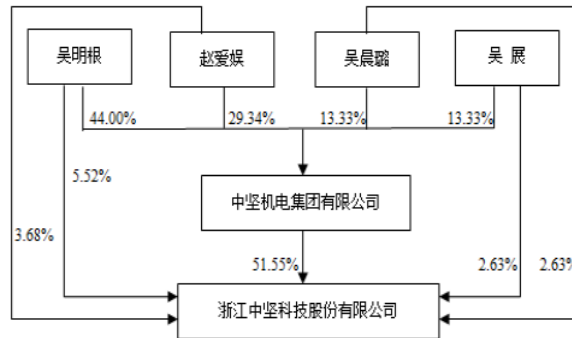 吴明根
赵爱娱
吴晨璐
吴 展
44.00%
29.34%
13.33%
13.33%
5.52%
中坚机电集团有限公司
3.68%
51.55%
2.63%
2.63%
浙江中坚科技股份有限公司